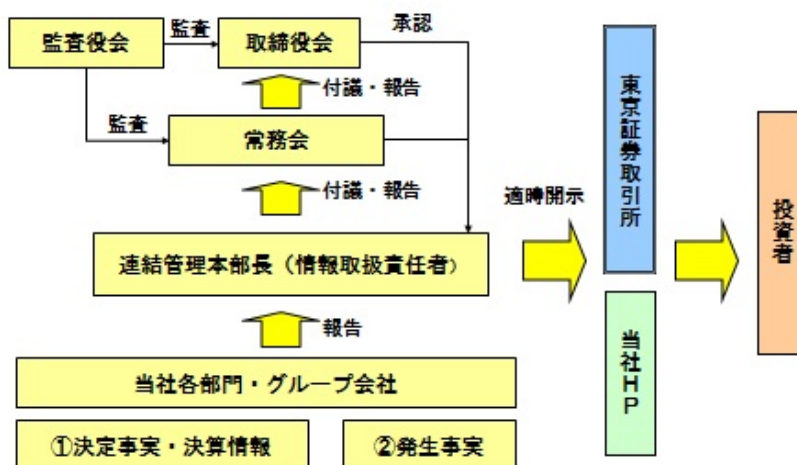 監査役会
監査
取締役会
承認
付議・報告
監査
常務会
付議・報告
連結管理本部長（情報取扱責任者）
報告
当社各部門・グループ会社
①決定事実・決算情報
②発生事実
適時開示
東京証券取引所
当社HP
投資者